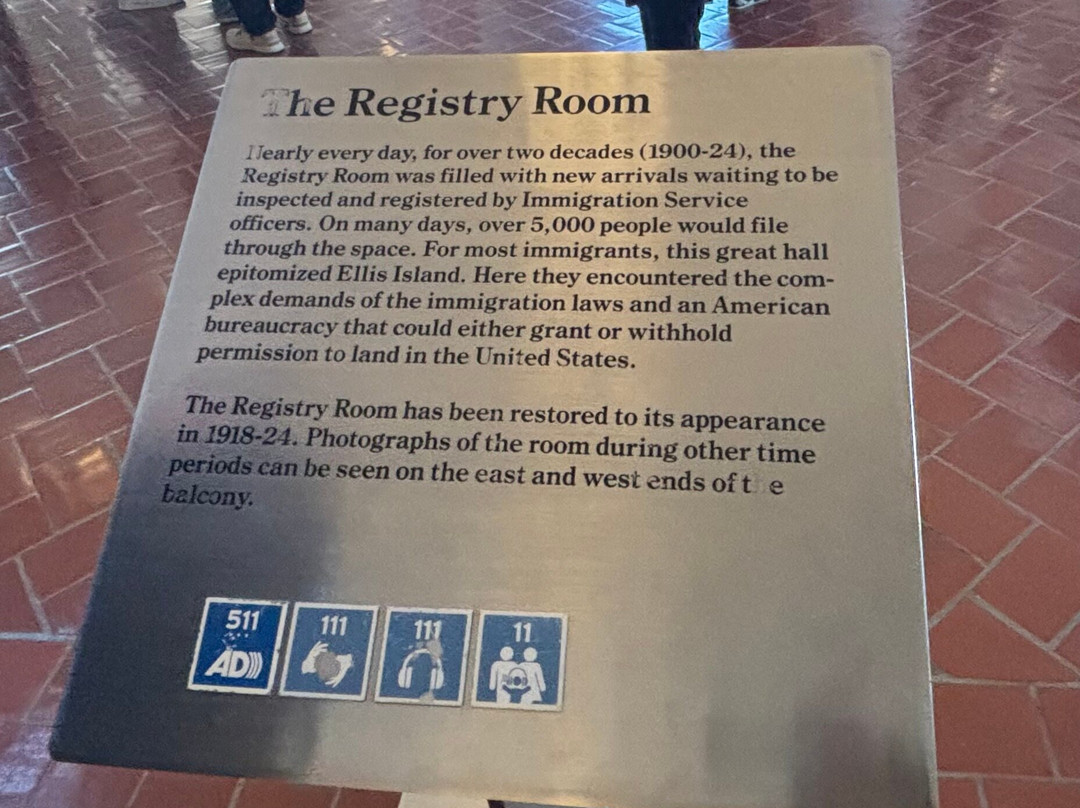 The Registry Room
Nearly every day, for over two decades (1900-24), the
Registry Room was filled with new arrivals waiting to be
inspected and registered by Immigration Service
officers. On many days, over 5,000 people would file
through the space. For most immigrants, this great hall
epitomized Ellis Island. Here they encountered the com-
plex demands of the immigration laws and an American
bureaucracy that could either grant or withhold
permission to land in the United States.
The Registry Room has been restored to its appearance
in 1918-24. Photographs of the room during other time
periods can be seen on the east and west ends of the
balcony.
511 111 111 11
AD)))